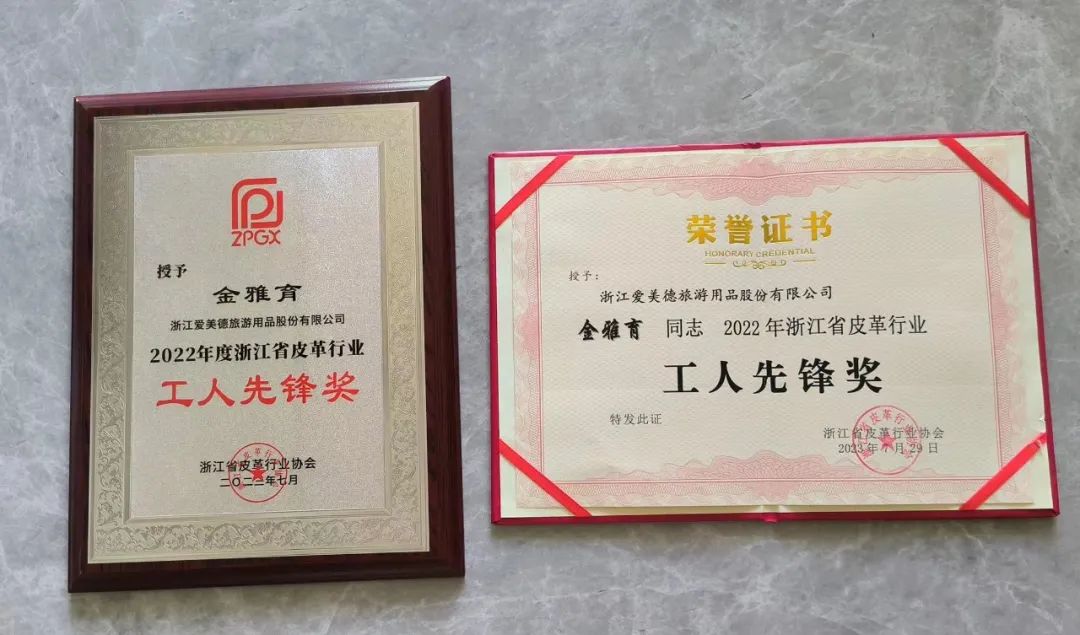 ZPGX
授予
金雅育
浙江爱美德旅游用品股份有限公司
2022年度浙江省皮革行业
工人先锋奖
浙江省皮革行业协会
二〇二三年七月
荣誉证书
HONORARY CREDENTIAL
授予：
浙江爱美德旅游用品股份有限公司
金雅育 同志 2022年浙江省皮革行业
工人先锋奖
特发此证
浙江省皮革行业协会
2023年7月29日